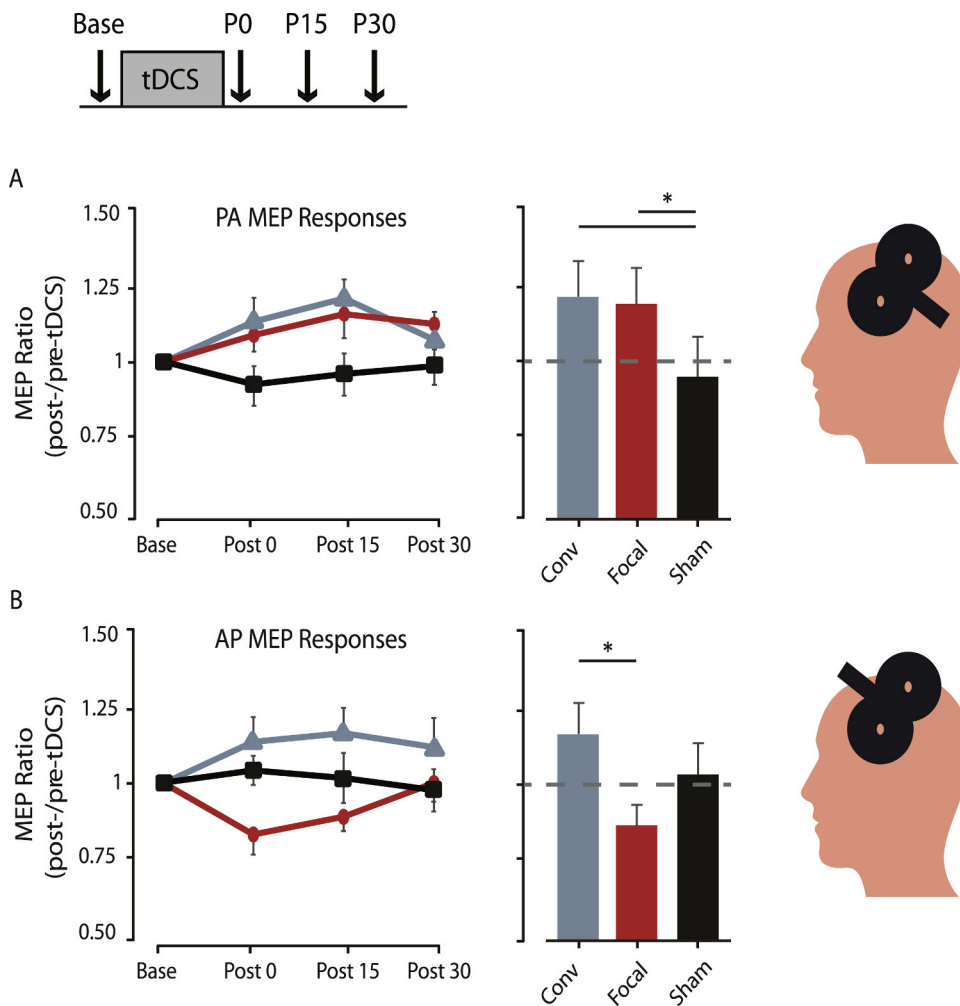 Base P0 P15 P30
tDCS
A
PA MEP Responses
*
MEP Ratio
(post-/pre-tDCS)
1.50
1.25
1
0.75
0.50
Base Post 0 Post 15 Post 30
Conv Focal Sham
B
AP MEP Responses
*
MEP Ratio
(post-/pre-tDCS)
1.50
1.25
1
0.75
0.50
Base Post 0 Post 15 Post 30
Conv Focal Sham